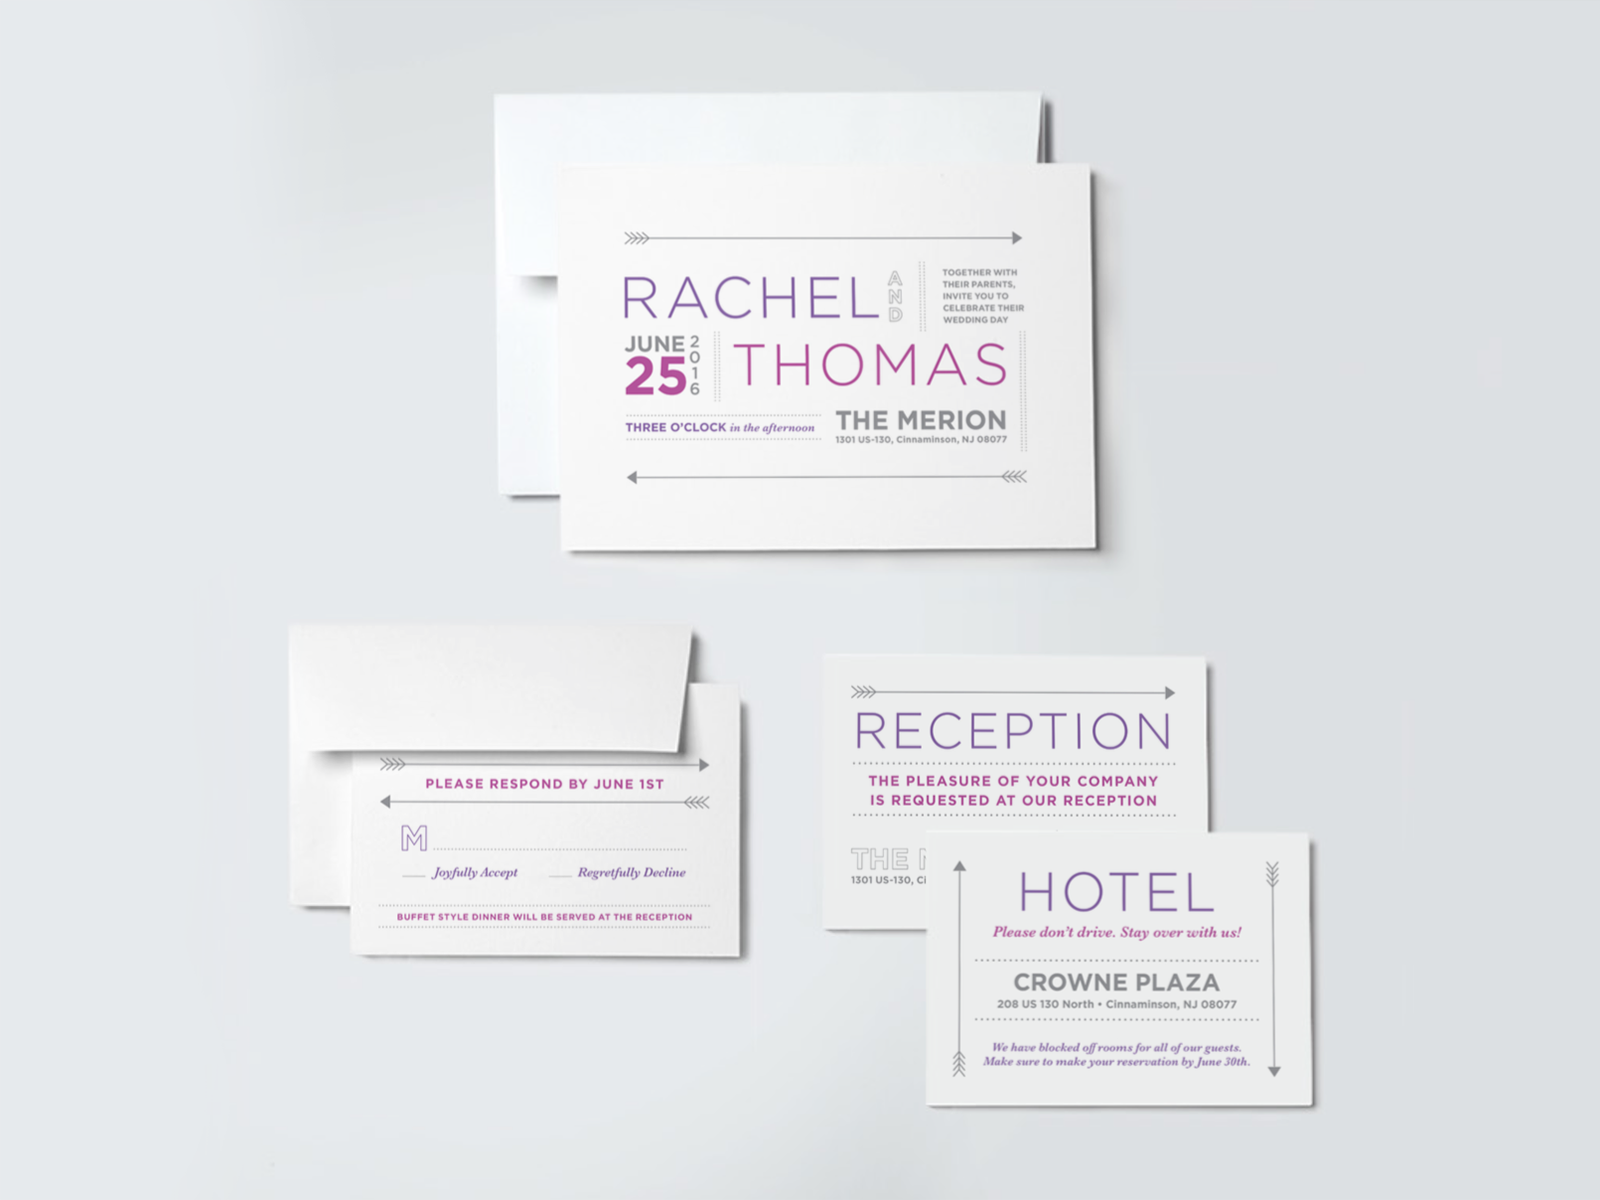 RACHEL AND
TOGETHER WITH
THEIR PARENTS,
INVITE YOU TO
CELEBRATE THEIR
WEDDING DAY
JUNE 25 2016
THOMAS
THREE O'CLOCK in the afternoon
THE MERION
1301 US-130, Cinnaminson, NJ 08077
PLEASE RESPOND BY JUNE 1ST
M
Joyfully Accept
Regretfully Decline
BUFFET STYLE DINNER WILL BE SERVED AT THE RECEPTION
RECEPTION
THE PLEASURE OF YOUR COMPANY
IS REQUESTED AT OUR RECEPTION
THE
1301 US-130,
HOTEL
Please don't drive. Stay over with us!
CROWNE PLAZA
208 US 130 North • Cinnaminson, NJ 08077
We have blocked off rooms for all of our guests.
Make sure to make your reservation by June 30th.